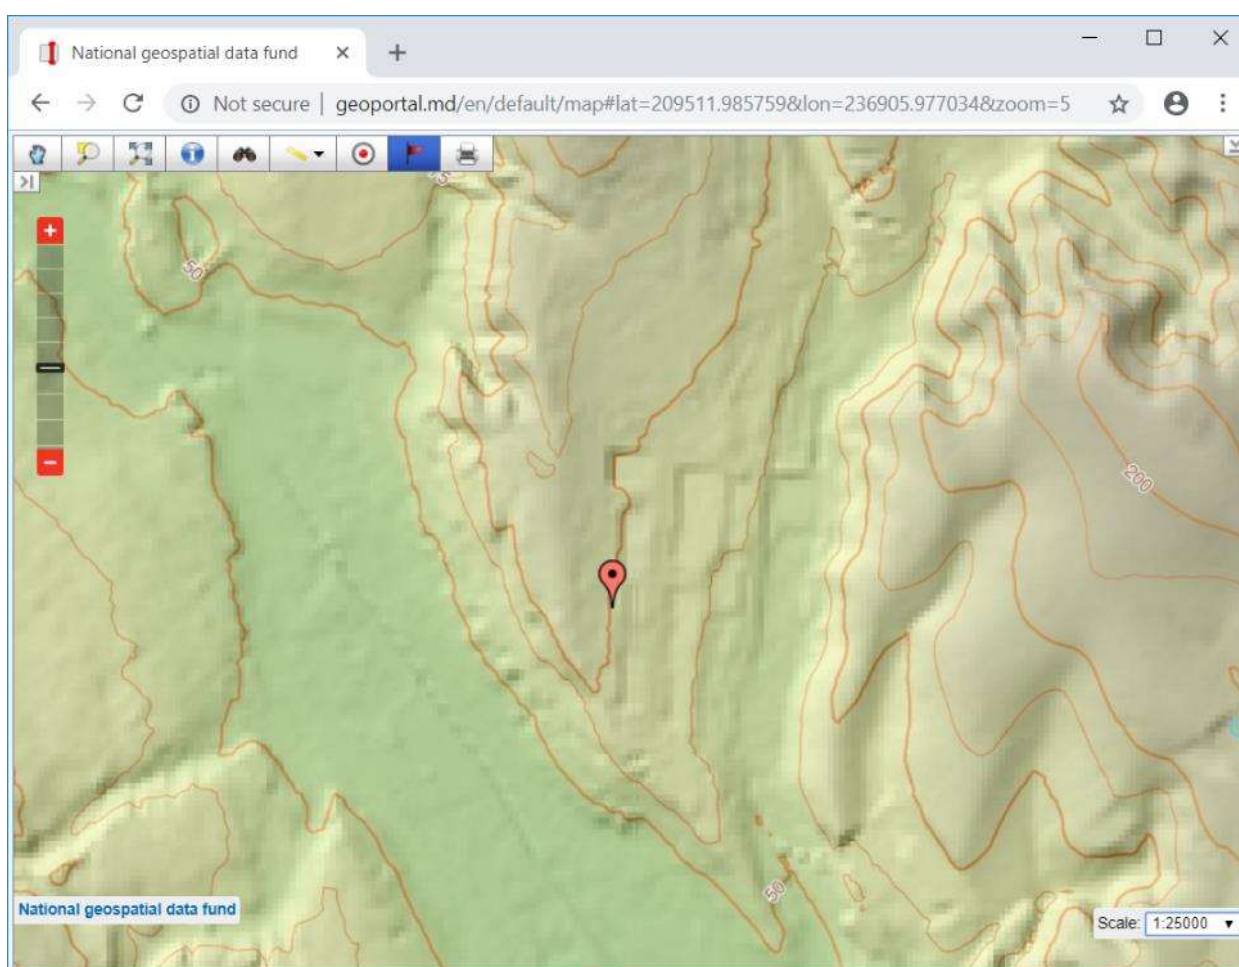 National geospatial data fund
Not secure | geoportal.md/en/default/map#lat=209511.985759&lon=236905.977034&zoom=5
75
50
200
50
National geospatial data fund
Scale: 1:25000